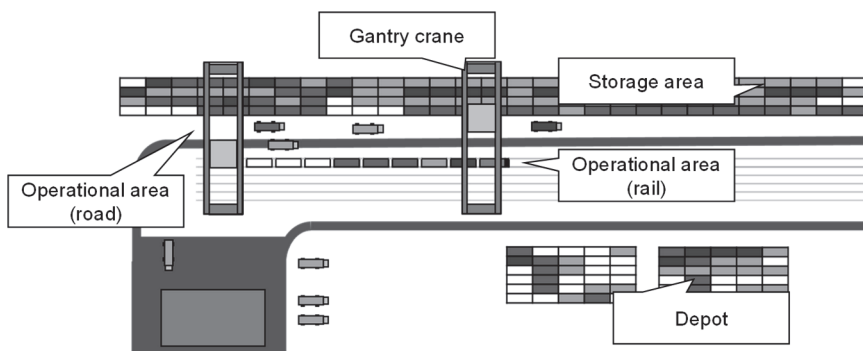 Gantry crane
Storage area
Operational area
(road)
Operational area
(rail)
Depot